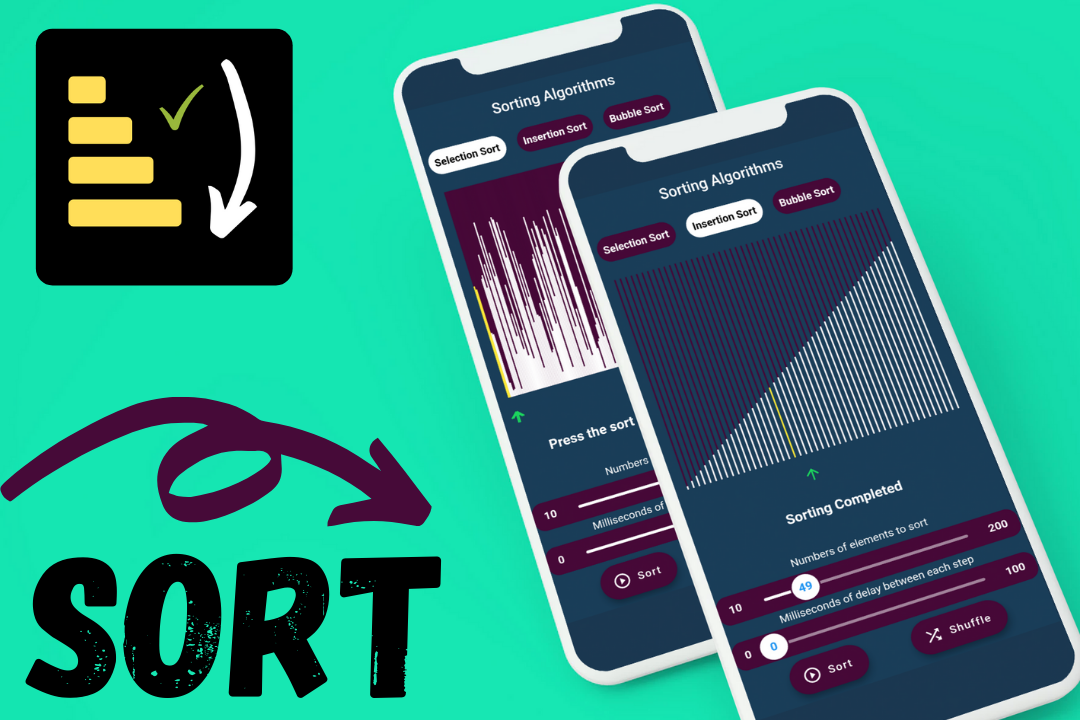 Sorting Algorithms
Selection Sort Insertion Sort Bubble Sort
Press the sort
Numbers
10
Milliseconds of
0
Sort
Sorting Algorithms
Selection Sort Insertion Sort Bubble Sort
Sorting Completed
Numbers of elements to sort
10 49 200
Milliseconds of delay between each step
0 0 100
Sort Shuffle
SORT